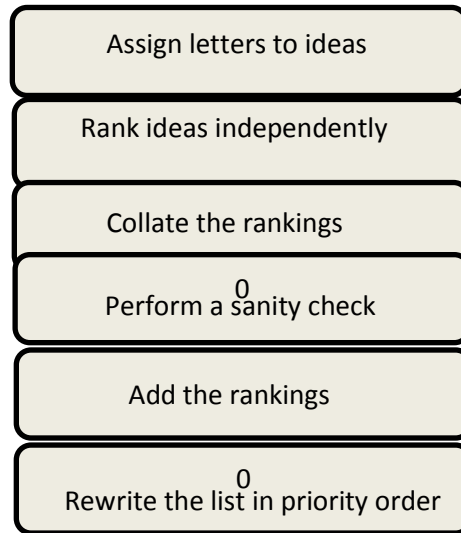 Assign letters to ideas
Rank ideas independently
Collate the rankings
0
Perform a sanity check
Add the rankings
0
Rewrite the list in priority order